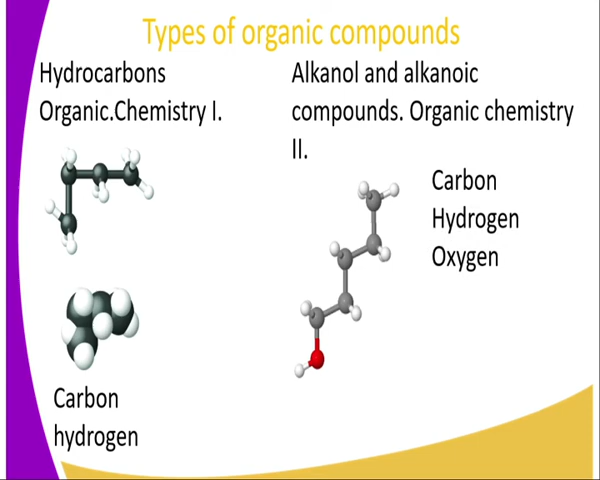 Types of organic compounds
Hydrocarbons
Organic.Chemistry I.
Alkanol and alkanoic
compounds. Organic chemistry
II.
Carbon
Hydrogen
Oxygen
Carbon
hydrogen